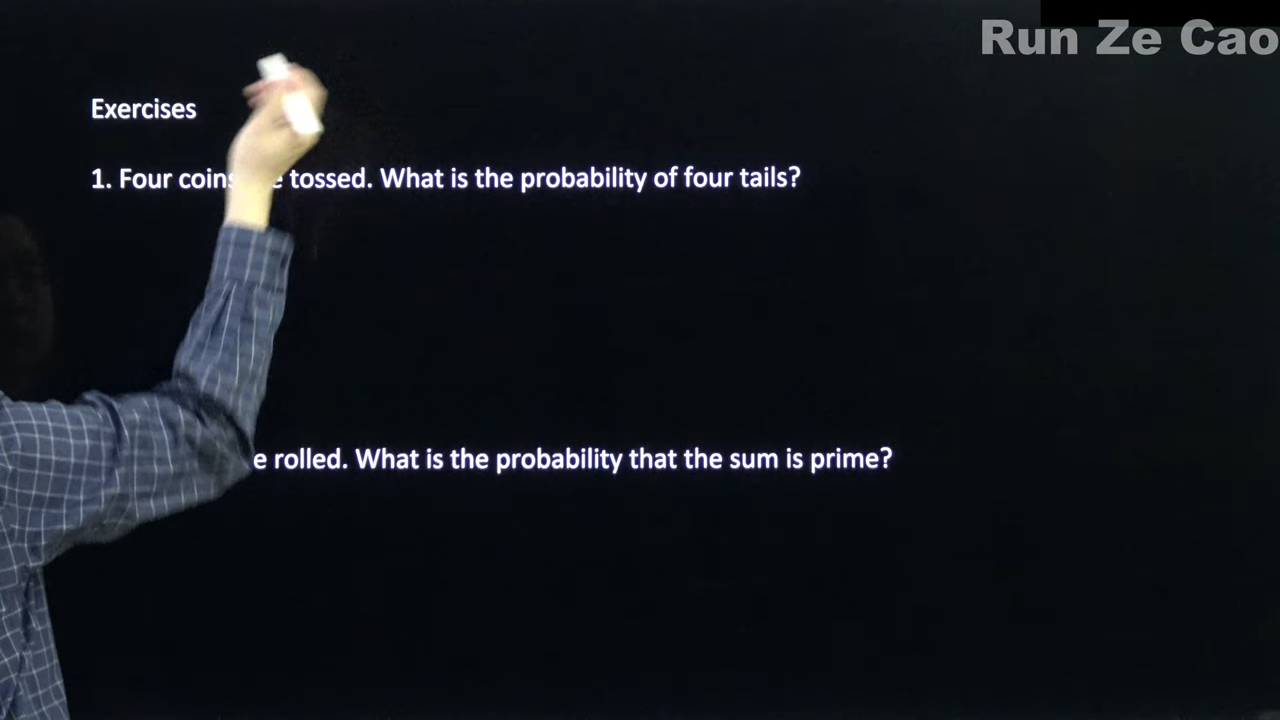 Run Ze Cao
Exercises
1. Four coins tossed. What is the probability of four tails?
rolled. What is the probability that the sum is prime?